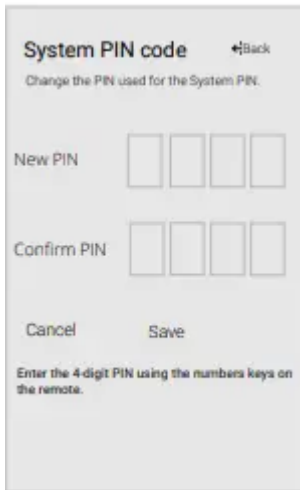 System PIN code
Back
Change the PIN used for the System PIN.
New PIN
Confirm PIN
Cancel
Save
Enter the 4-digit PIN using the numbers keys on
the remote.